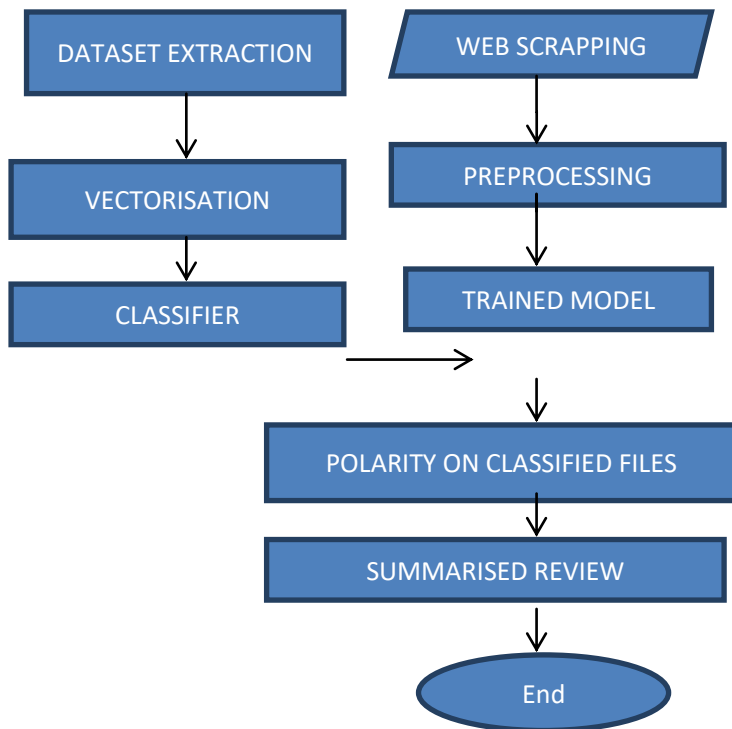 DATASET EXTRACTION
WEB SCRAPPING
VECTORISATION
PREPROCESSING
CLASSIFIER
TRAINED MODEL
POLARITY ON CLASSIFIED FILES
SUMMARISED REVIEW
End